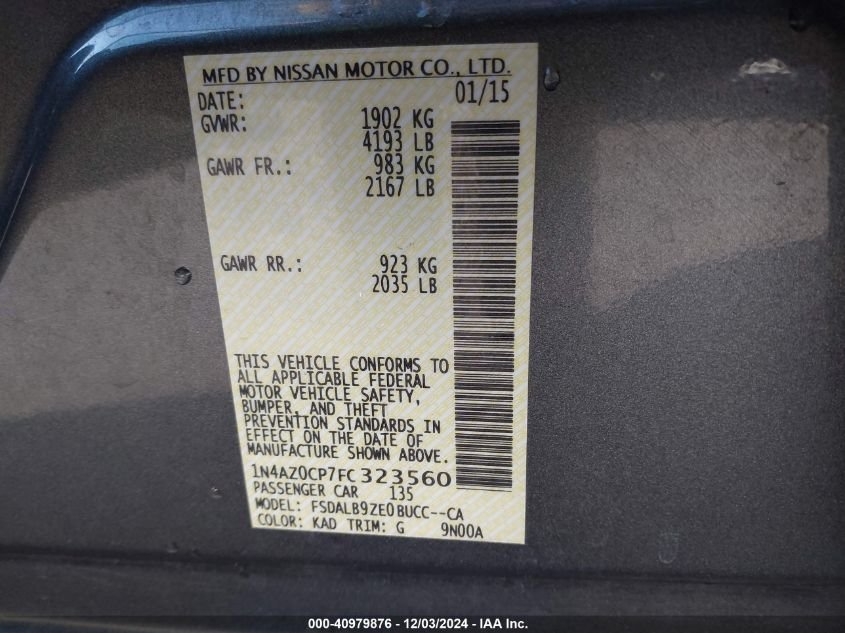 MFD BY NISSAN MOTOR CO., LTD.
DATE: 01/15
GVWR: 1902 KG
4193 LB
GAWR FR.: 983 KG
2167 LB
GAWR RR.: 923 KG
2035 LB
THIS VEHICLE CONFORMS TO
ALL APPLICABLE FEDERAL
MOTOR VEHICLE SAFETY,
BUMPER, AND THEFT
PREVENTION STANDARDS IN
EFFECT ON THE DATE OF
MANUFACTURE SHOWN ABOVE.
1N4AZ0CP7FC323560
PASSENGER CAR 135
MODEL: FSDALB9ZE0BUCC--CA
COLOR: KAD TRIM: G 9N00A
000-40979876 - 12/03/2024 - IAA Inc.